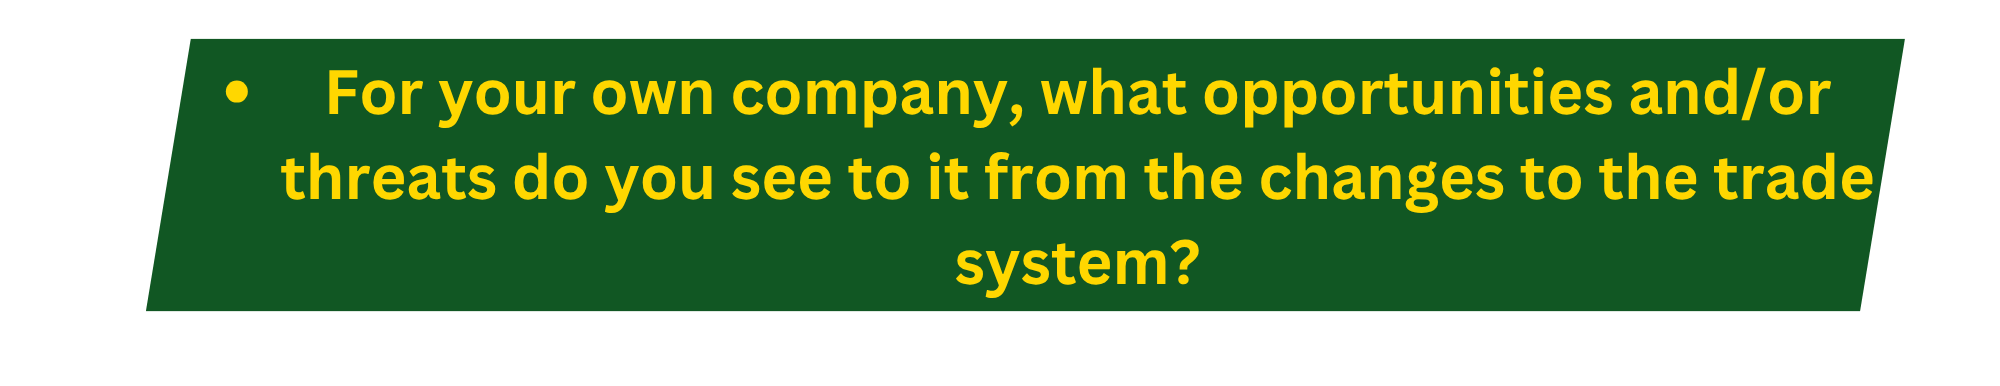 • For your own company, what opportunities and/or
threats do you see to it from the changes to the trade
system?